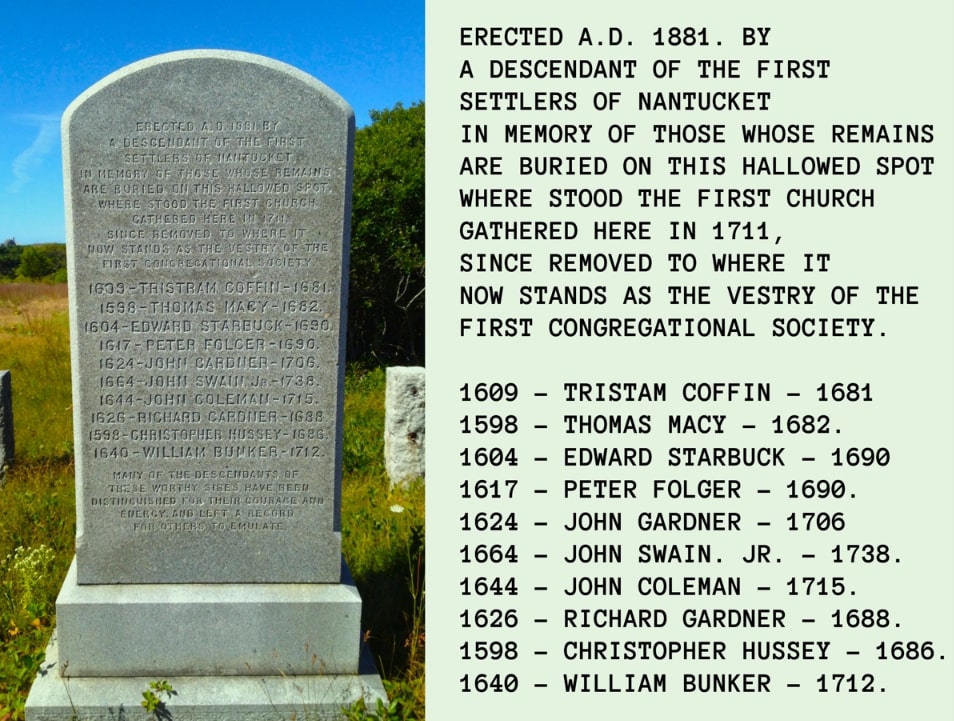 ERECTED A.D. 1881 BY
A DESCENDANT OF THE FIRST
SETTLERS OF NANTUCKET
IN MEMORY OF THOSE WHOSE REMAINS
ARE BURIED ON THIS HALLOWED SPOT,
WHERE STOOD THE FIRST CHURCH
GATHERED HERE IN 1711,
SINCE REMOVED TO WHERE IT
NOW STANDS AS THE VESTRY OF THE
FIRST CONGREGATIONAL SOCIETY.
1609-TRISTRAM COFFIN-1681.
1598-THOMAS MACY-1682.
1604-EDWARD STARBUCK-1690.
1617-PETER FOLGER-1690.
1624-JOHN GARDNER-1706.
1664-JOHN SWAIN JR.-1738.
1644-JOHN COLEMAN-1715.
1626-RICHARD GARDNER-1688.
1598-CHRISTOPHER HUSSEY-1686.
1640-WILLIAM BUNKER-1712.
MANY OF THE DESCENDANTS OF
THESE WORTHY SIRES HAVE BEEN
DISTINGUISHED FOR THEIR COURAGE AND
ENERGY, AND LEFT A RECORD
FOR OTHERS TO EMULATE.
ERECTED A.D. 1881. BY
A DESCENDANT OF THE FIRST
SETTLERS OF NANTUCKET
IN MEMORY OF THOSE WHOSE REMAINS
ARE BURIED ON THIS HALLOWED SPOT
WHERE STOOD THE FIRST CHURCH
GATHERED HERE IN 1711,
SINCE REMOVED TO WHERE IT
NOW STANDS AS THE VESTRY OF THE
FIRST CONGREGATIONAL SOCIETY.
1609 – TRISTAM COFFIN – 1681
1598 – THOMAS MACY – 1682.
1604 – EDWARD STARBUCK – 1690
1617 – PETER FOLGER – 1690.
1624 – JOHN GARDNER – 1706
1664 – JOHN SWAIN. JR. – 1738.
1644 – JOHN COLEMAN – 1715.
1626 – RICHARD GARDNER – 1688.
1598 – CHRISTOPHER HUSSEY – 1686.
1640 – WILLIAM BUNKER – 1712.